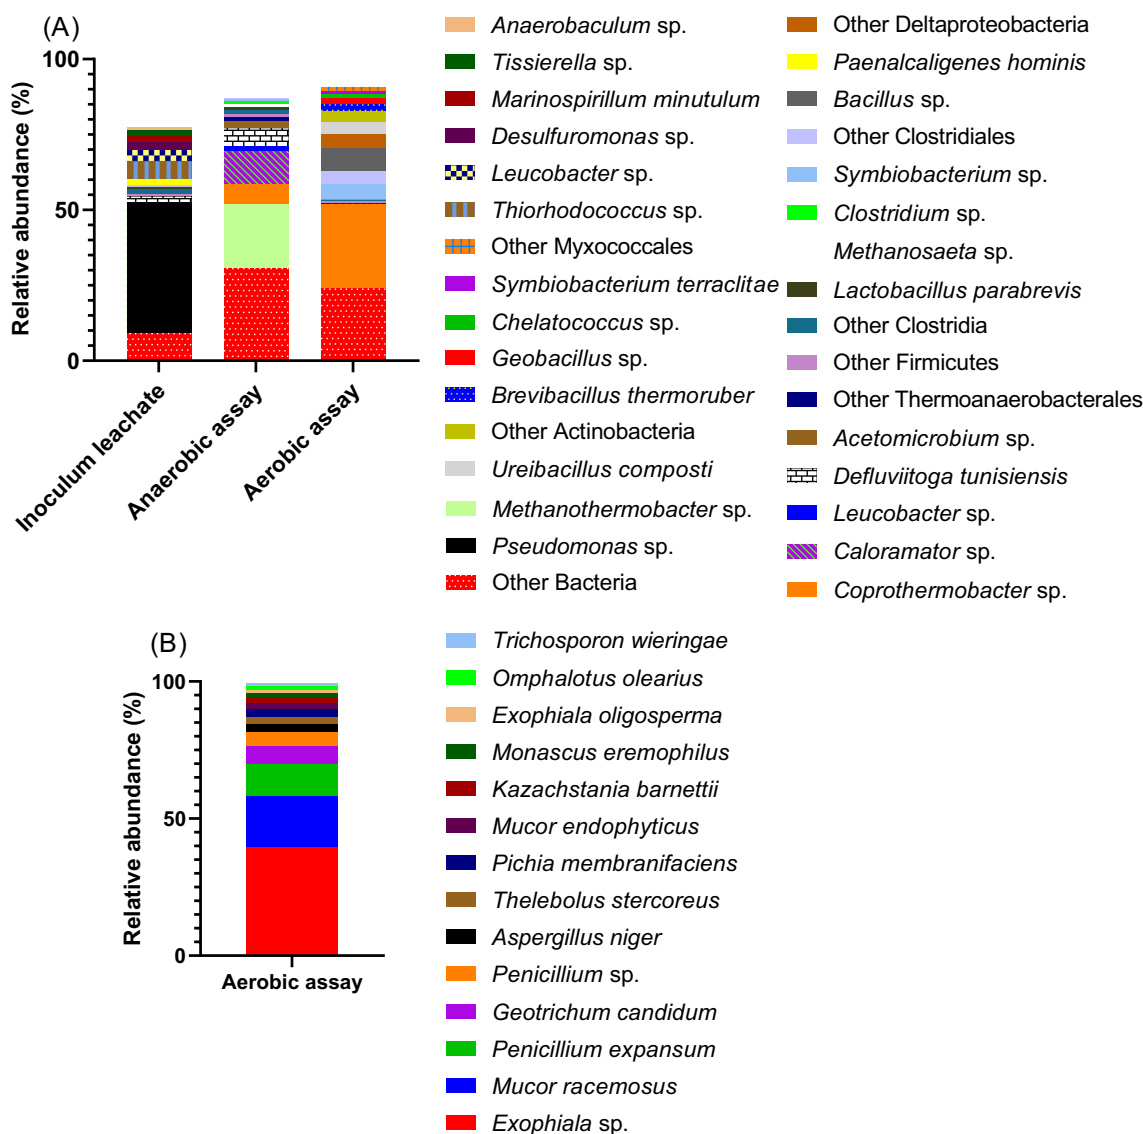 (A)
100
50
0
Relative abundance (%)
Inoculum leachate
Anaerobic assay
Aerobic assay
Anaerobaculum sp.
Tissierella sp.
Marinospirillum minutulum
Desulfuromonas sp.
Leucobacter sp.
Thiorhodococcus sp.
Other Myxococcales
Symbiobacterium terraclitae
Chelatococcus sp.
Geobacillus sp.
Brevibacillus thermoruber
Other Actinobacteria
Ureibacillus composti
Methanothermobacter sp.
Pseudomonas sp.
Other Bacteria
Other Deltaproteobacteria
Paenalcaligenes hominis
Bacillus sp.
Other Clostridiales
Symbiobacterium sp.
Clostridium sp.
Methanosaeta sp.
Lactobacillus parabrevis
Other Clostridia
Other Firmicutes
Other Thermoanaerobacterales
Acetomicrobium sp.
Defluviitoga tunisiensis
Leucobacter sp.
Caloramator sp.
Coprothermobacter sp.
(B)
100
50
0
Relative abundance (%)
Aerobic assay
Trichosporon wieringae
Omphalotus olearius
Exophiala oligosperma
Monascus eremophilus
Kazachstania barnettii
Mucor endophyticus
Pichia membranifaciens
Thelebolus stercoreus
Aspergillus niger
Penicillium sp.
Geotrichum candidum
Penicillium expansum
Mucor racemosus
Exophiala sp.